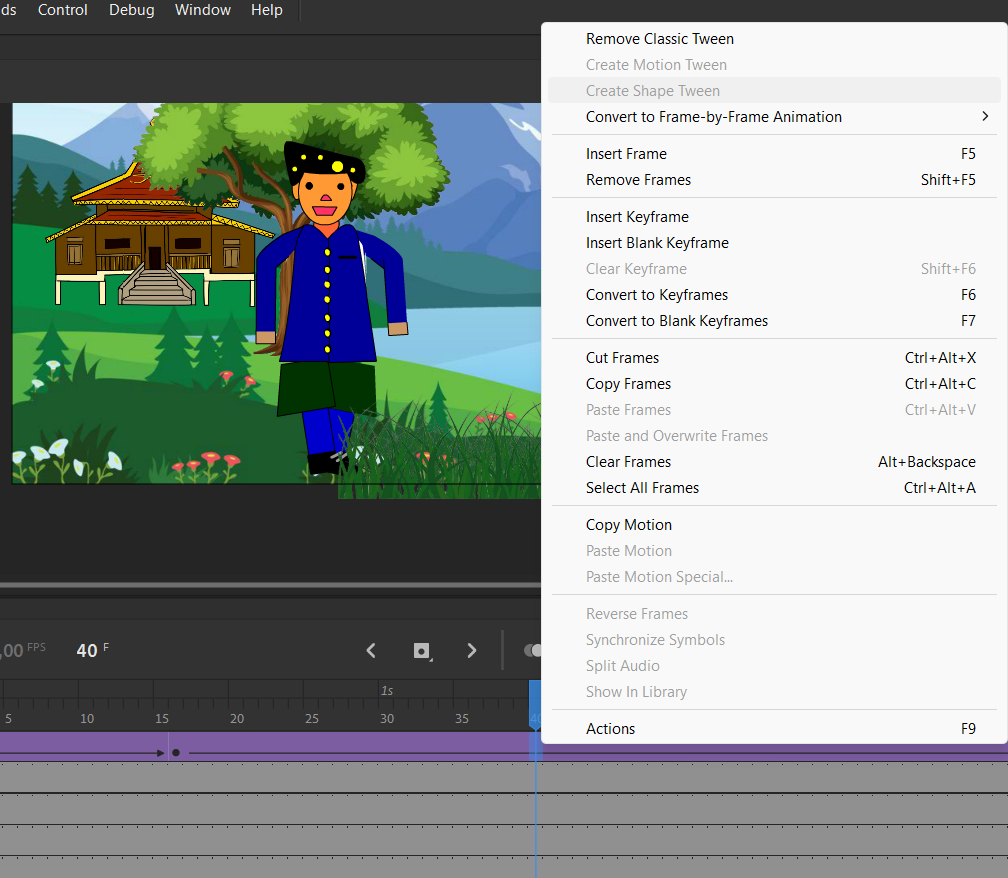 ds Control Debug Window Help
Remove Classic Tween
Create Motion Tween
Create Shape Tween
Convert to Frame-by-Frame Animation
Insert Frame F5
Remove Frames Shift+F5
Insert Keyframe
Insert Blank Keyframe
Clear Keyframe Shift+F6
Convert to Keyframes F6
Convert to Blank Keyframes F7
Cut Frames Ctrl+Alt+X
Copy Frames Ctrl+Alt+C
Paste Frames Ctrl+Alt+V
Paste and Overwrite Frames
Clear Frames Alt+Backspace
Select All Frames Ctrl+Alt+A
Copy Motion
Paste Motion
Paste Motion Special...
Reverse Frames
Synchronize Symbols
Split Audio
Show In Library
Actions F9
,00 FPS 40 F
1s
5 10 15 20 25 30 35 40